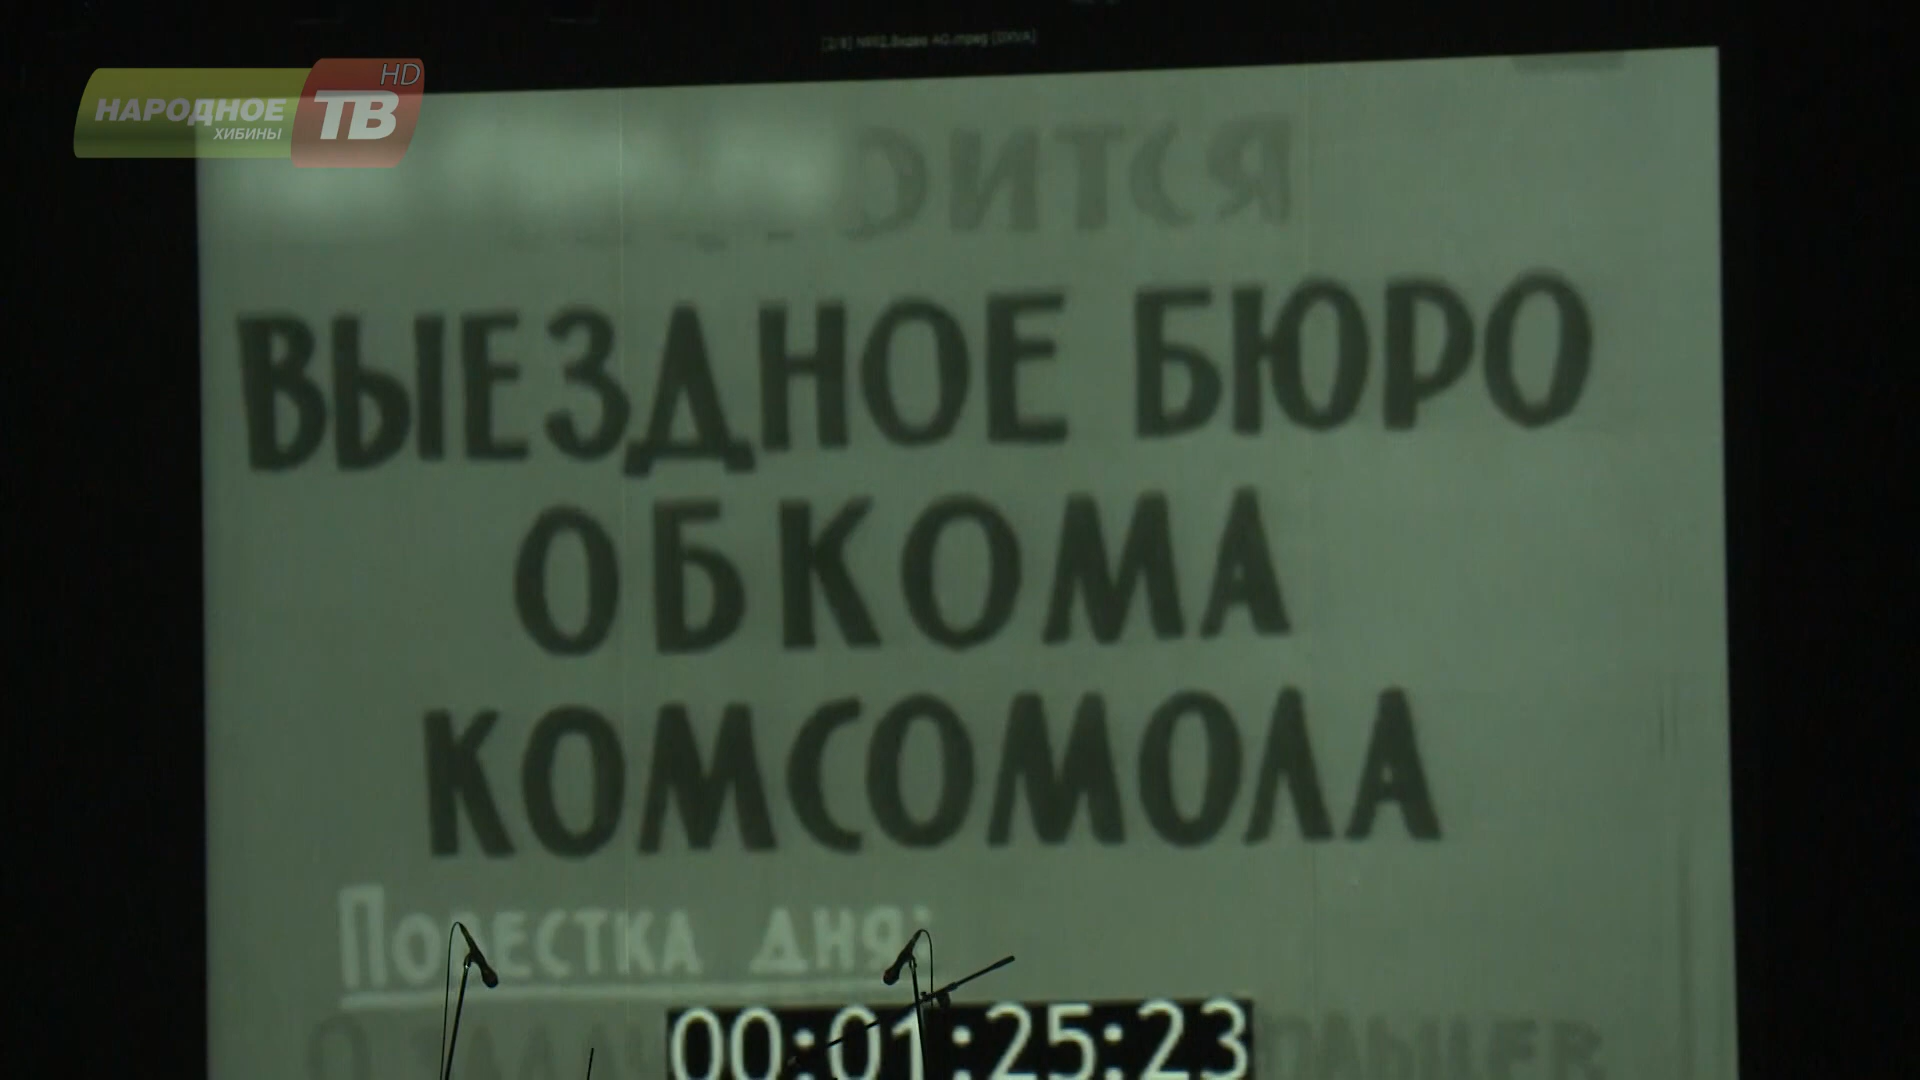 НАРОДНОЕ
ХИБИНЫ
ТВ
HD
ВЫЕЗДНОЕ БЮРО
ОБКОМА
КОМСОМОЛА
ПОВЕСТКА ДНЯ:
00:01:25:23